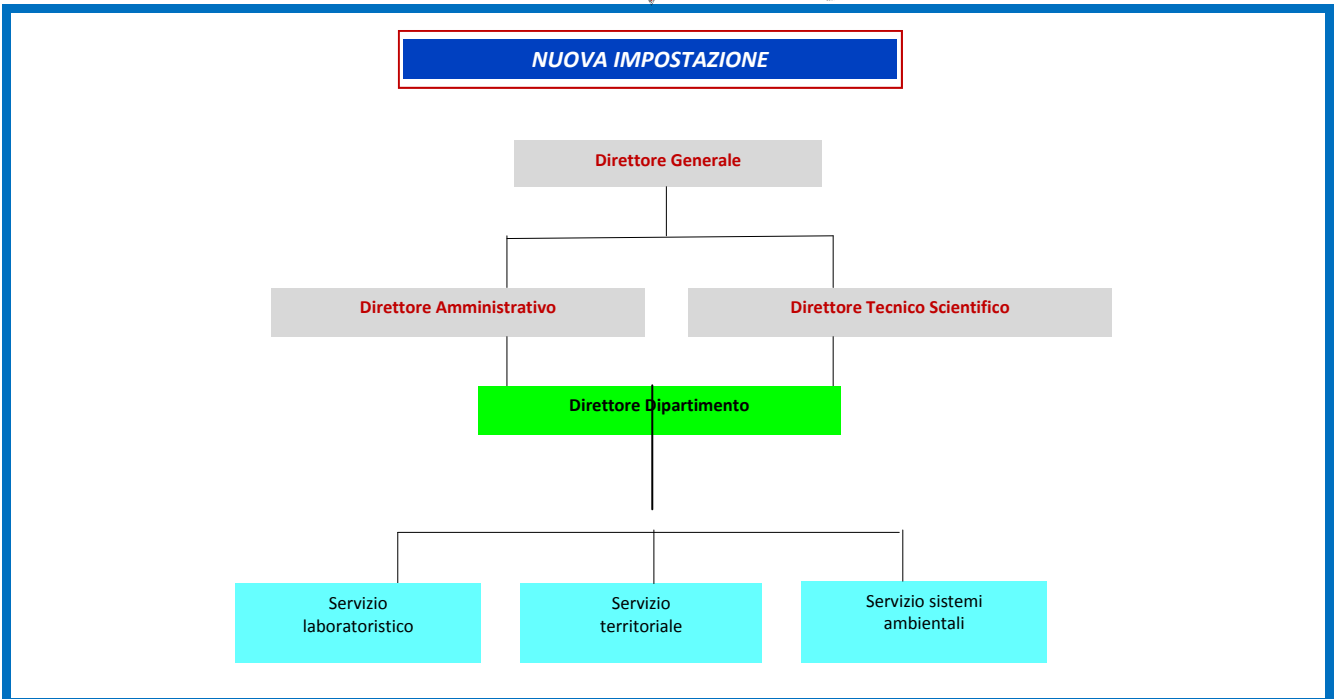 NUOVA IMPOSTAZIONE
Direttore Generale
Direttore Amministrativo
Direttore Tecnico Scientifico
Direttore Dipartimento
Servizio
laboratoristico
Servizio
territoriale
Servizio sistemi
ambientali